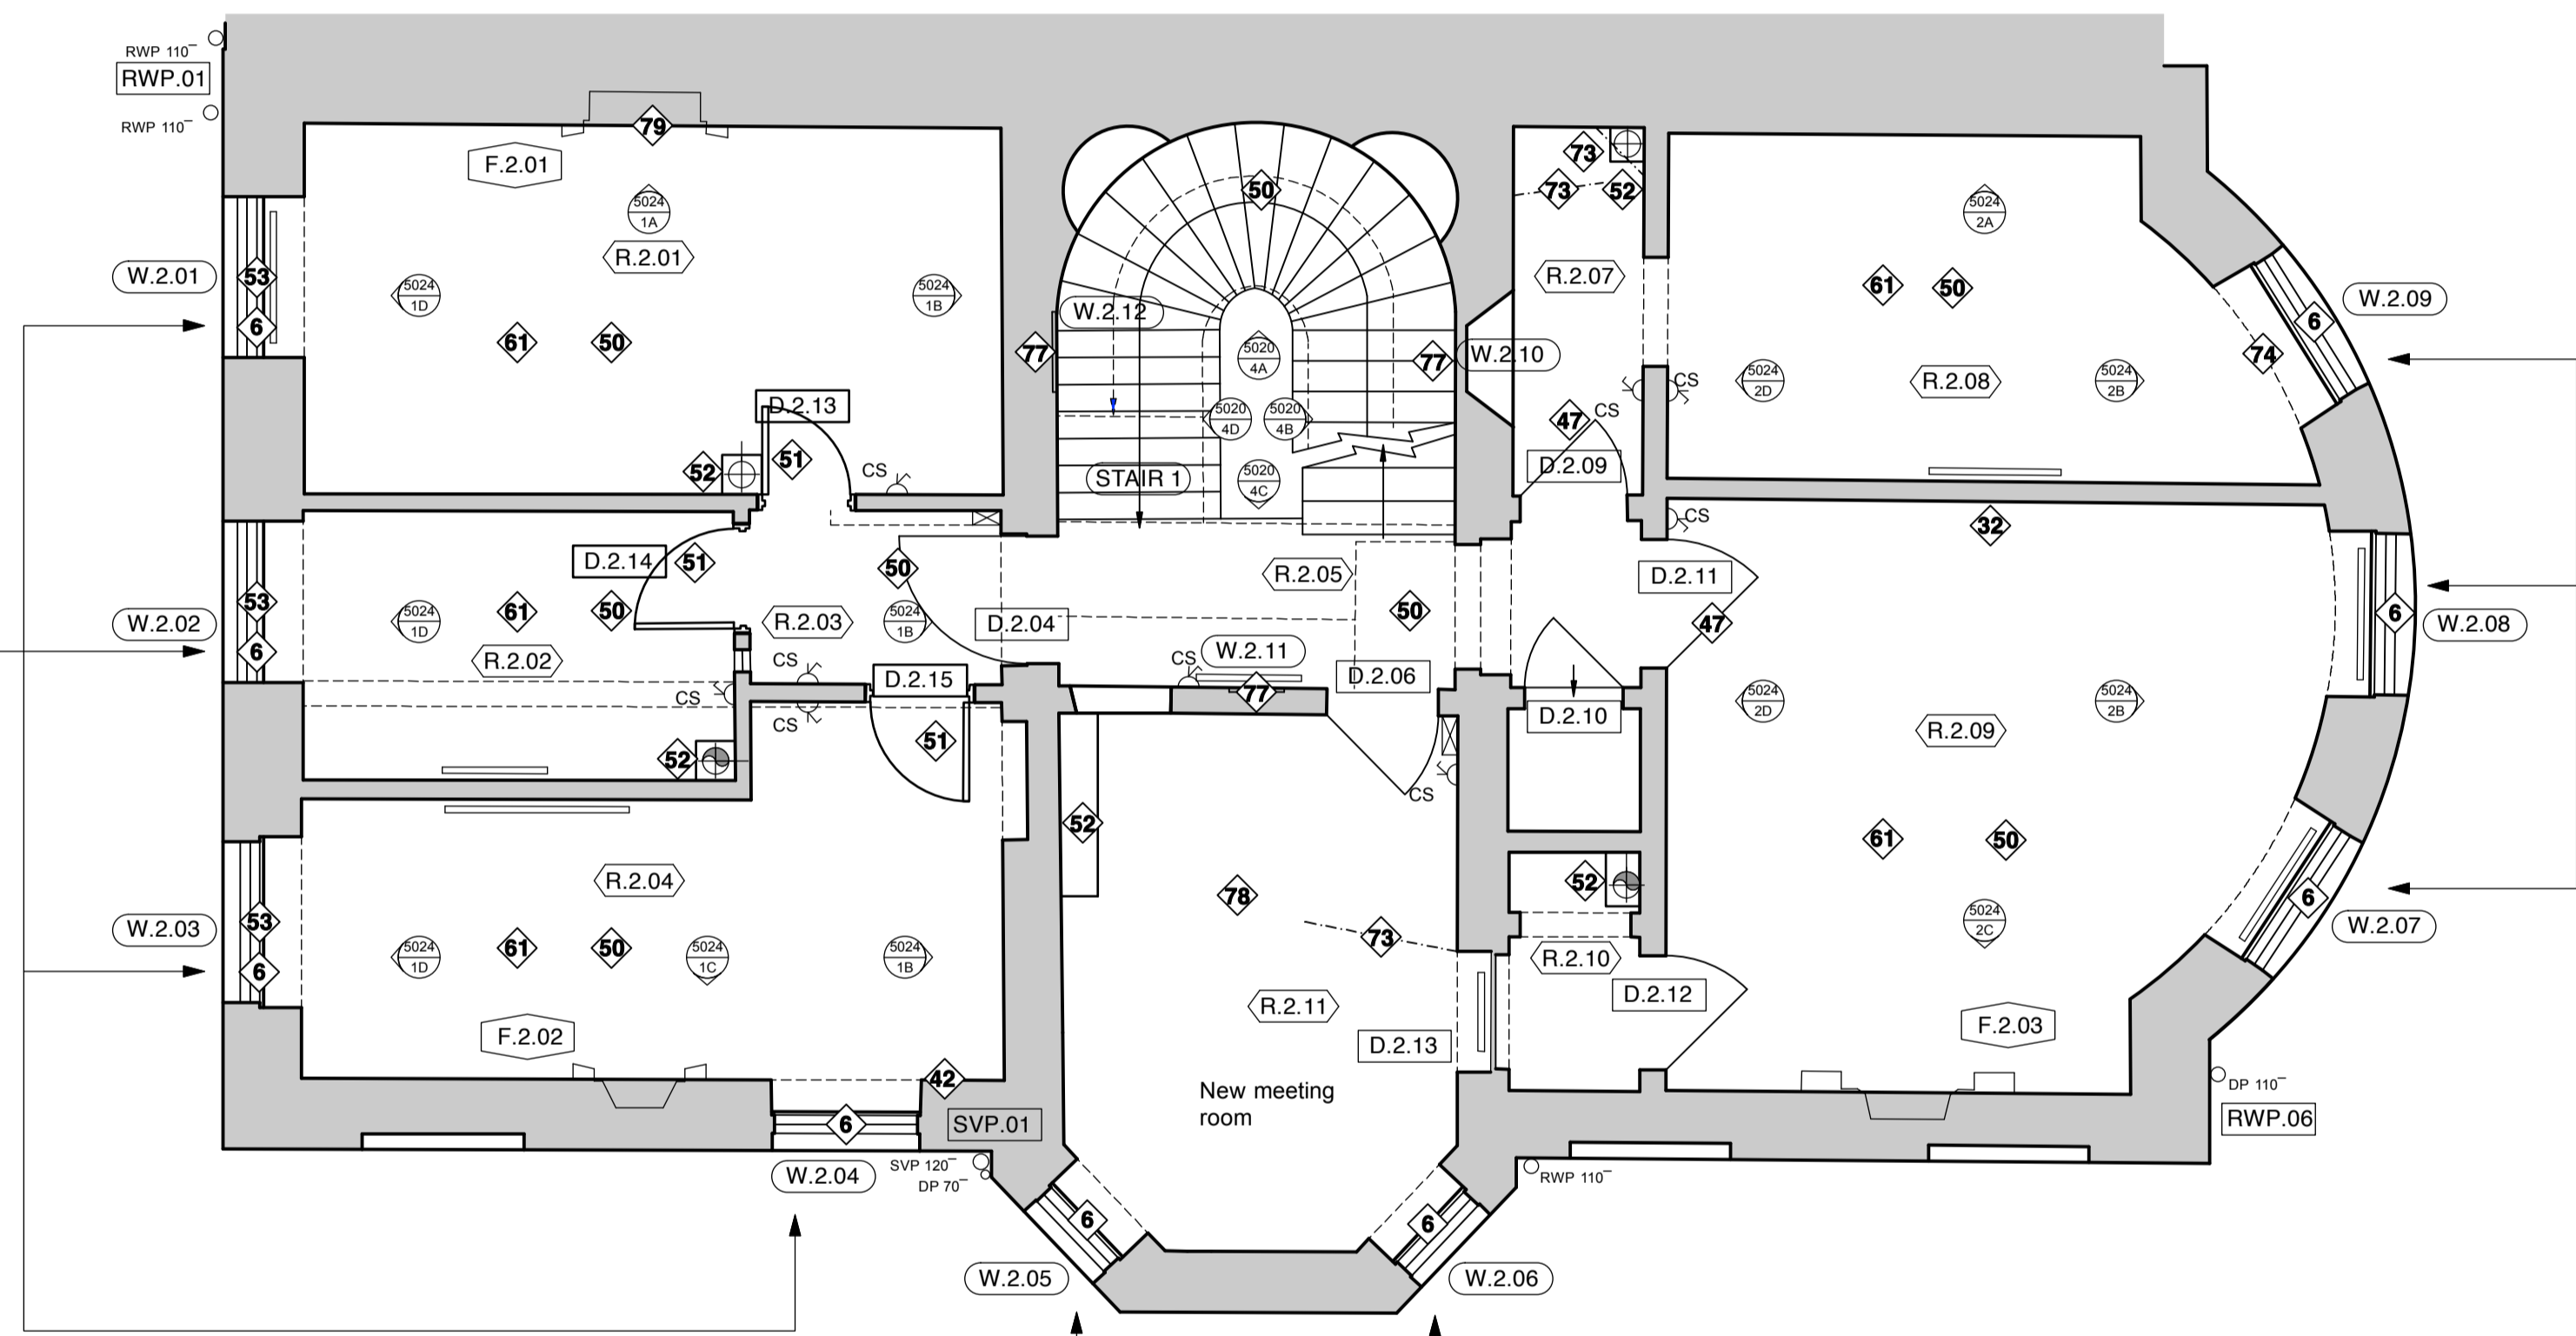 RWP 110
RWP.01
RWP 110
79
F.2.01
5024
1A
R.2.01
5024
1D
5024
1B
61
50
W.2.01
53
6
D.2.13
52
51
CS
50
W.2.12
77
77
W.2.10
5020
4A
5020
4D
5020
4B
5020
4C
STAIR 1
73
73
52
R.2.07
47
CS
CS
D.2.09
5024
2A
61
50
5024
2D
R.2.08
5024
2B
74
6
W.2.09
W.2.02
53
6
D.2.14
51
5024
1D
61
50
R.2.02
CS
52
50
R.2.03
5024
1B
CS
CS
D.2.15
51
D.2.04
R.2.05
50
W.2.11
CS
77
D.2.06
CS
CS
D.2.11
47
D.2.10
32
5024
2D
5024
2B
R.2.09
6
W.2.08
61
50
5024
2C
6
W.2.07
F.2.03
W.2.03
53
6
R.2.04
5024
1D
61
50
5024
1C
5024
1B
F.2.02
42
6
SVP.01
W.2.04
SVP 120
DP 70
52
78
73
R.2.11
D.2.13
New meeting
room
52
R.2.10
D.2.12
6
6
W.2.05
W.2.06
RWP 110
DP 110
RWP.06